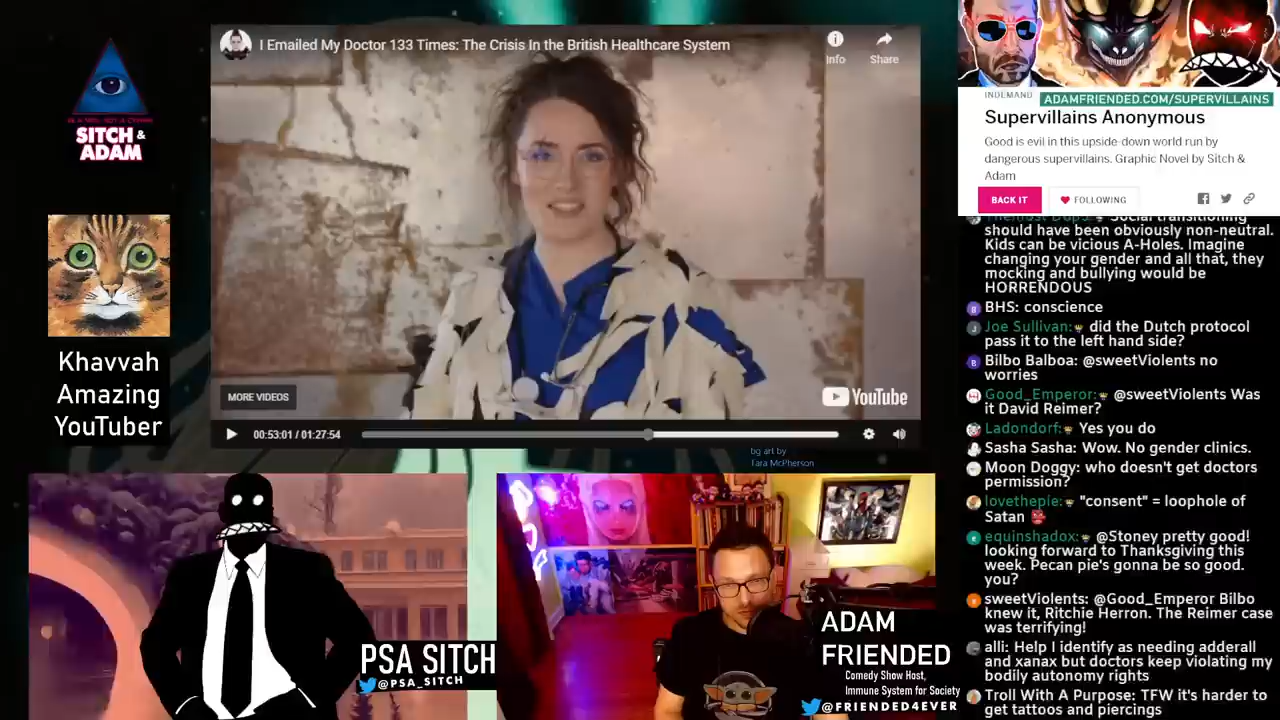 I Emailed My Doctor 133 Times: The Crisis In the British Healthcare System
Info
Share
SITCH &
ADAM
Khavvah
Amazing
YouTuber
MORE VIDEOS
YouTube
00:53:01 / 01:27:54
bg art by
Tara McPherson
PSA SITCH
@PSA_SITCH
ADAM
FRIENDED
Comedy Show Host,
Immune System for Society
@FRIENDED4EVER
INDEMAND
ADAMFRIENDED.COM/SUPERVILLAINS
Supervillains Anonymous
Good is evil in this upside-down world run by
dangerous supervillains. Graphic Novel by Sitch &
Adam
BACK IT
FOLLOWING
Social transitioning
should have been obviously non-neutral.
Kids can be vicious A-Holes. Imagine
changing your gender and all that, they
mocking and bullying would be
HORRENDOUS
BHS: conscience
Joe Sullivan: did the Dutch protocol
pass it to the left hand side?
Bilbo Balboa: @sweetViolents no
worries
Good_Emperor: @sweetViolents Was
it David Reimer?
Ladondorf: Yes you do
Sasha Sasha: Wow. No gender clinics.
Moon Doggy: who doesn't get doctors
permission?
lovethepie: "consent" = loophole of
Satan
equinshadox: @Stoney pretty good!
looking forward to Thanksgiving this
week. Pecan pie's gonna be so good.
you?
sweetViolents: @Good_Emperor Bilbo
knew it, Ritchie Herron. The Reimer case
was terrifying!
alli: Help I identify as needing adderall
and xanax but doctors keep violating my
bodily autonomy rights
Troll With A Purpose: TFW it's harder to
get tattoos and piercings